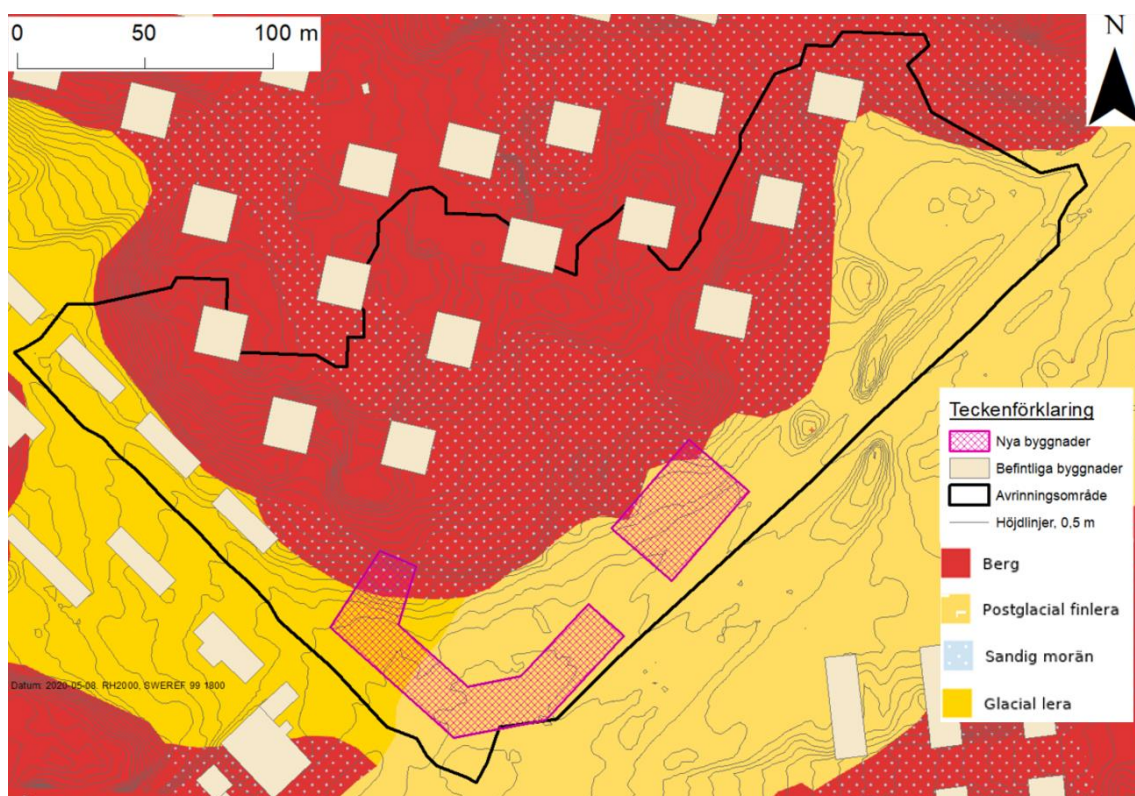 0 50 100 m
N
Teckenförklaring
Nya byggnader
Befintliga byggnader
Avrinningsområde
Höjdlinjer, 0,5 m
Berg
Postglacial finlera
Sandig morän
Glacial lera
Datum: 2020-05-08. RH2000, SWEREF 99 1800